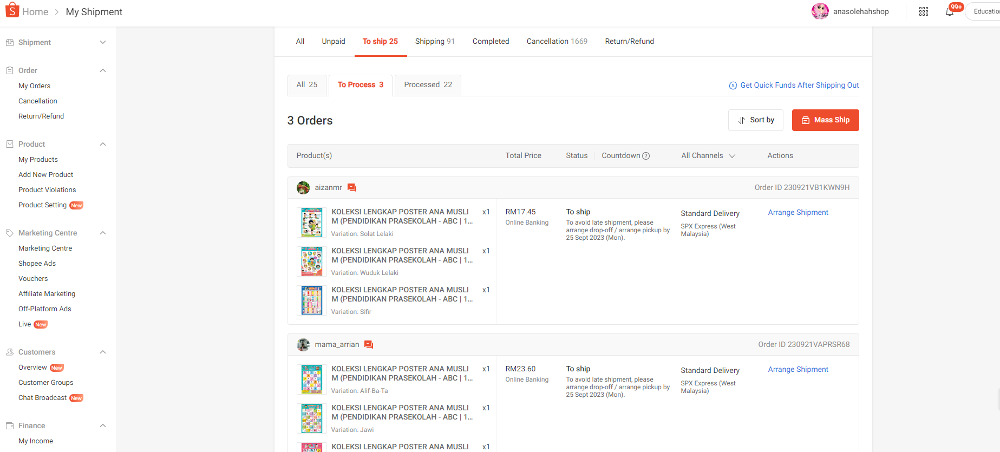 Home > My Shipment
anasolehahshop
99+
Educatio
Shipment
Order
My Orders
Cancellation
Return/Refund
Product
My Products
Add New Product
Product Violations
Product Setting New
Marketing Centre
Marketing Centre
Shopee Ads
Vouchers
Affiliate Marketing
Off-Platform Ads
Live New
Customers
Overview New
Customer Groups
Chat Broadcast New
Finance
My Income
All Unpaid To ship 25 Shipping 91 Completed Cancellation 1669 Return/Refund
All 25 To Process 3 Processed 22
Get Quick Funds After Shipping Out
3 Orders
Sort by
Mass Ship
Product(s) Total Price Status Countdown All Channels Actions
aizanmr
Order ID 230921VB1KWN9H
KOLEKSI LENGKAP POSTER ANA MUSLI x1
M (PENDIDIKAN PRASEKOLAH - ABC | 1...
Variation: Solat Lelaki
KOLEKSI LENGKAP POSTER ANA MUSLI x1
M (PENDIDIKAN PRASEKOLAH - ABC | 1...
Variation: Wuduk Lelaki
KOLEKSI LENGKAP POSTER ANA MUSLI x1
M (PENDIDIKAN PRASEKOLAH - ABC | 1...
Variation: Sifir
RM17.45
Online Banking
To ship
To avoid late shipment, please
arrange drop-off / arrange pickup by
25 Sept 2023 (Mon).
Standard Delivery
SPX Express (West
Malaysia)
Arrange Shipment
mama_arrian
Order ID 230921VAPRSR68
KOLEKSI LENGKAP POSTER ANA MUSLI x1
M (PENDIDIKAN PRASEKOLAH - ABC | 1...
Variation: Alif-Ba-Ta
KOLEKSI LENGKAP POSTER ANA MUSLI x1
M (PENDIDIKAN PRASEKOLAH - ABC | 1...
Variation: Jawi
KOLEKSI LENGKAP POSTER ANA MUSLI x1
RM23.60
Online Banking
To ship
To avoid late shipment, please
arrange drop-off / arrange pickup by
25 Sept 2023 (Mon).
Standard Delivery
SPX Express (West
Malaysia)
Arrange Shipment